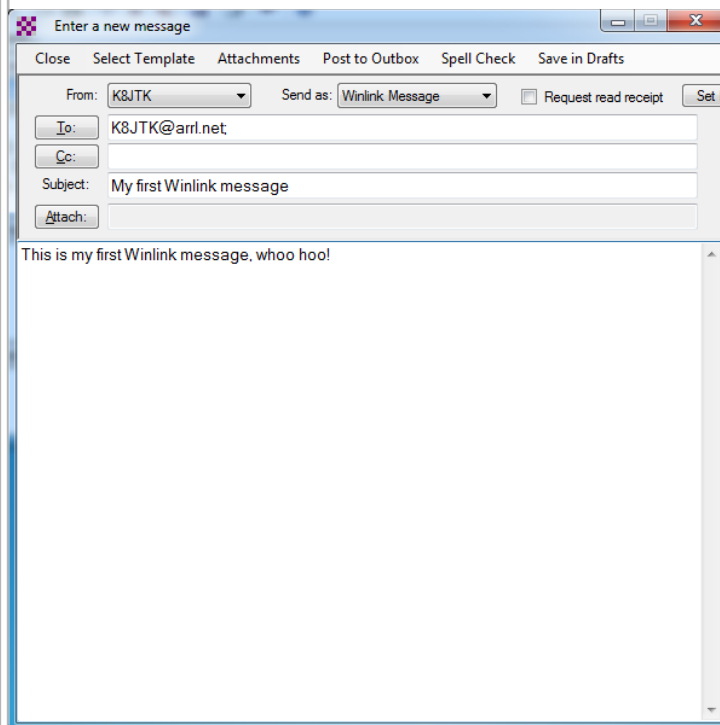 Enter a new message
Close Select Template Attachments Post to Outbox Spell Check Save in Drafts
From: K8JTK Send as: Winlink Message Request read receipt Set
To: K8JTK@arrl.net;
Cc:
Subject: My first Winlink message
Attach:
This is my first Winlink message, whoo hoo!